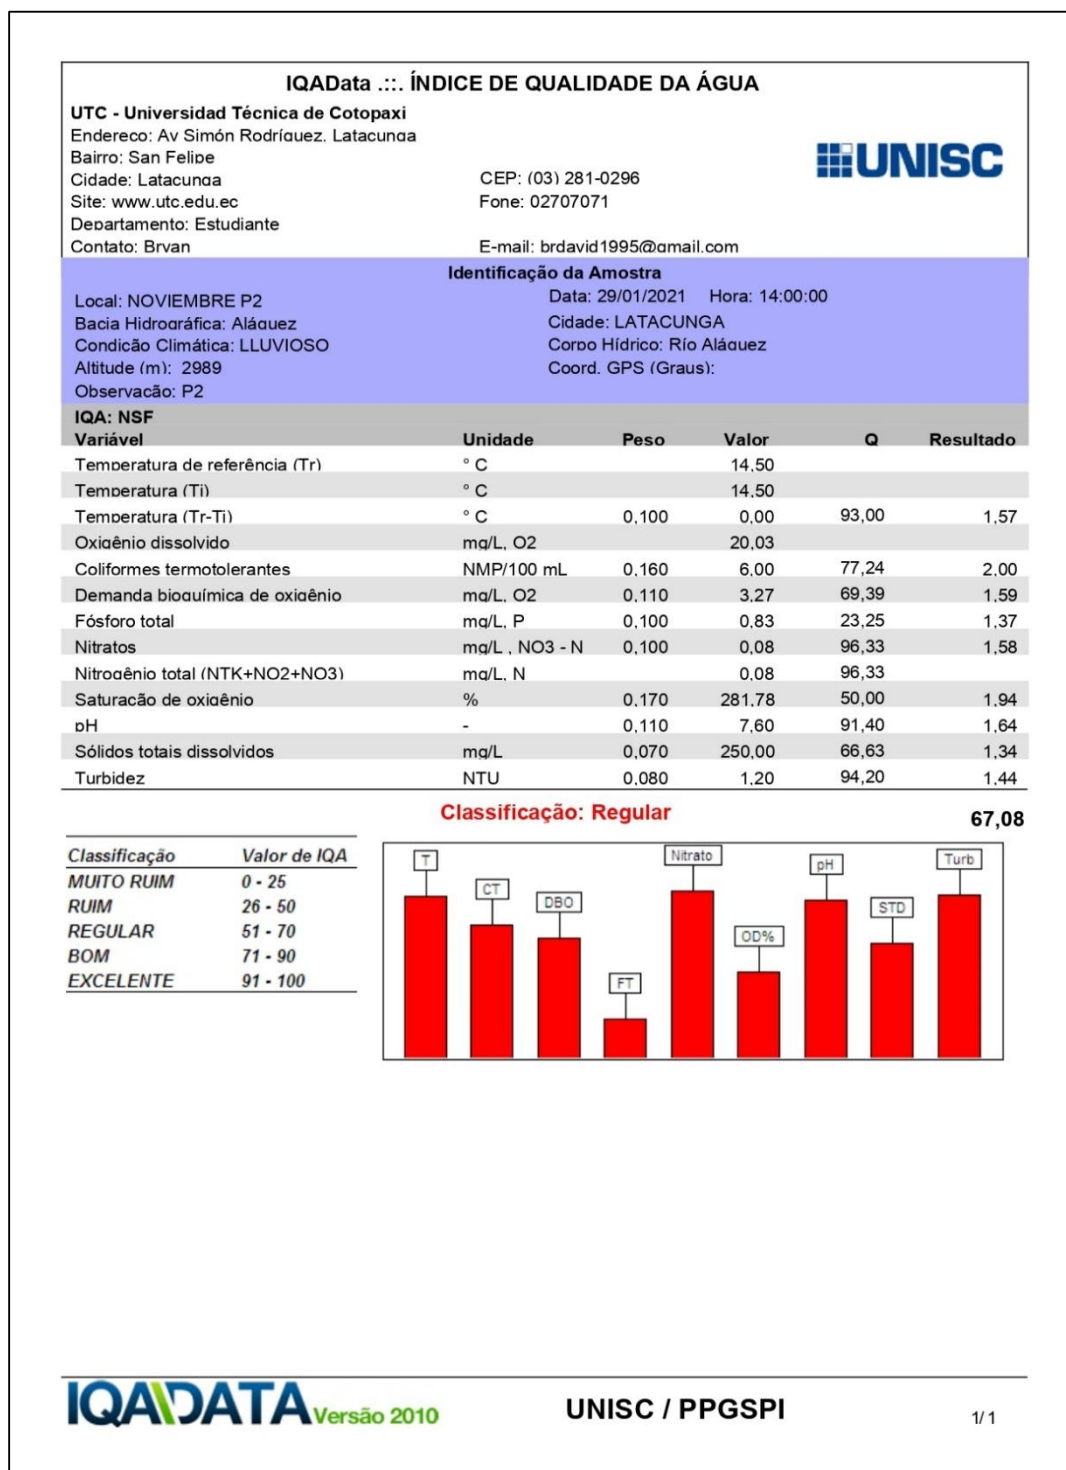 IQAData .::. ÍNDICE DE QUALIDADE DA ÁGUA
UTC - Universidad Técnica de Cotopaxi
Endereço: Av Simón Rodríguez, Latacunga
Bairro: San Felipe
Cidade: Latacunga CEP: (03) 281-0296
Site: www.utc.edu.ec Fone: 02707071
Departamento: Estudiante
Contato: Bryan E-mail: brdavid1995@gmail.com
UNISC
Identificação da Amostra
Local: NOVIEMBRE P2 Data: 29/01/2021 Hora: 14:00:00
Bacia Hidrográfica: Aláquez Cidade: LATACUNGA
Condição Climática: LLUVIOSO Corpo Hídrico: Río Aláquez
Altitude (m): 2989 Coord. GPS (Graus):
Observação: P2
IQA: NSF
Variável Unidade Peso Valor Q Resultado
Temperatura de referência (Tr) ° C 14,50
Temperatura (Ti) ° C 14,50
Temperatura (Tr-Ti) ° C 0,100 0,00 93,00 1,57
Oxigênio dissolvido mg/L, O2 20,03
Coliformes termotolerantes NMP/100 mL 0,160 6,00 77,24 2,00
Demanda bioquímica de oxigênio mg/L, O2 0,110 3,27 69,39 1,59
Fósforo total mg/L, P 0,100 0,83 23,25 1,37
Nitratos mg/L , NO3 - N 0,100 0,08 96,33 1,58
Nitrogênio total (NTK+NO2+NO3) mg/L, N 0,08 96,33
Saturação de oxigênio % 0,170 281,78 50,00 1,94
pH - 0,110 7,60 91,40 1,64
Sólidos totais dissolvidos mg/L 0,070 250,00 66,63 1,34
Turbidez NTU 0,080 1,20 94,20 1,44
Classificação: Regular 67,08
Classificação Valor de IQA
MUITO RUIM 0 - 25
RUIM 26 - 50
REGULAR 51 - 70
BOM 71 - 90
EXCELENTE 91 - 100
T CT DBO FT Nitrato OD% pH STD Turb
IQADATA Versão 2010 UNISC / PPGSPI 1/1